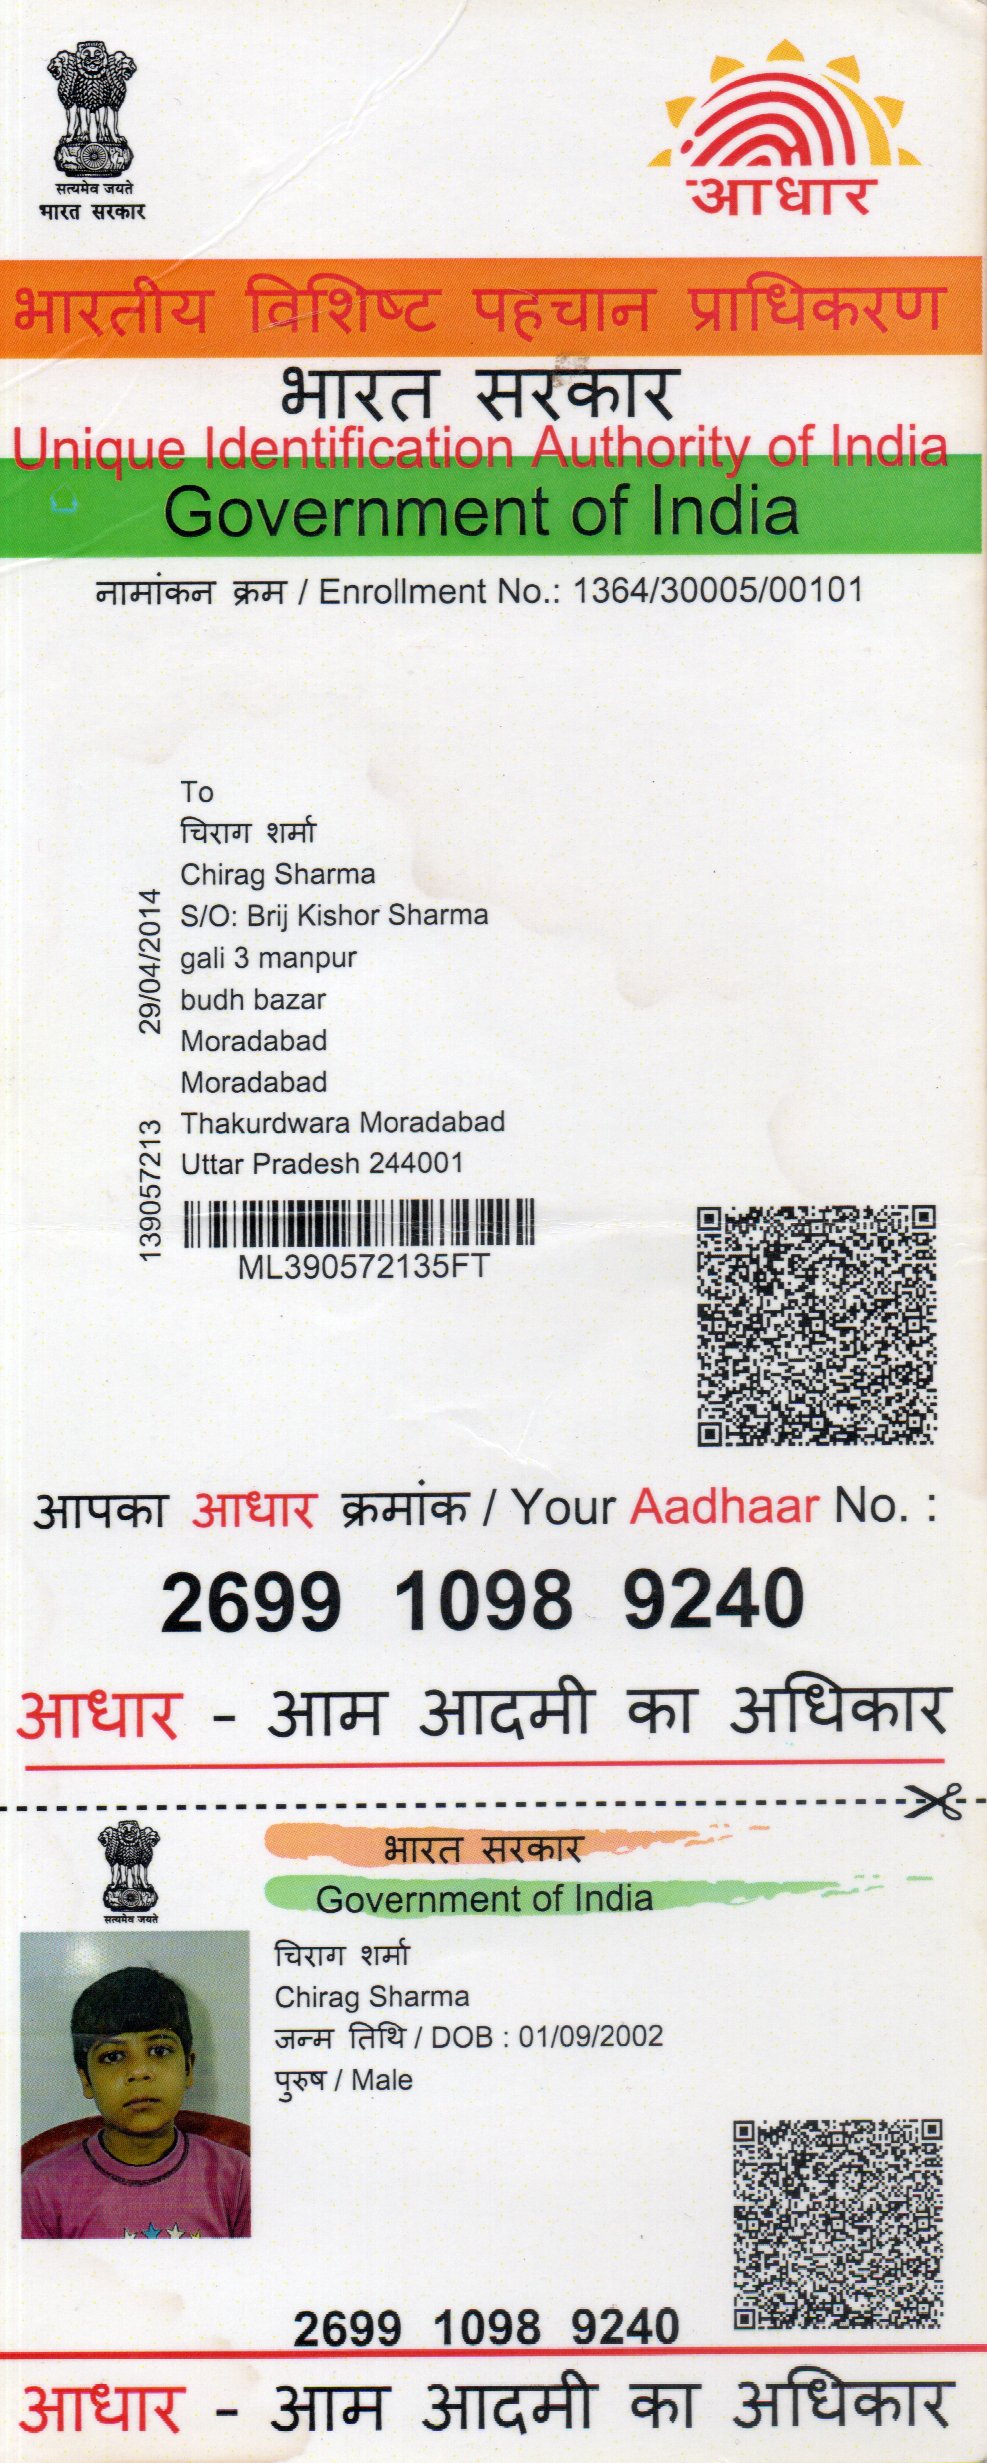 सत्यमेव जयते
भारत सरकार
आधार
भारतीय विशिष्ट पहचान प्राधिकरण
भारत सरकार
Unique Identification Authority of India
Government of India
नामांकन क्रम / Enrollment No.: 1364/30005/00101
To
चिराग शर्मा
Chirag Sharma
S/O: Brij Kishor Sharma
gali 3 manpur
budh bazar
Moradabad
Moradabad
Thakurdwara Moradabad
Uttar Pradesh 244001
29/04/2014
139057213
ML390572135FT
आपका आधार क्रमांक / Your Aadhaar No. :
2699 1098 9240
आधार - आम आदमी का अधिकार
सत्यमेव जयते
भारत सरकार
Government of India
चिराग शर्मा
Chirag Sharma
जन्म तिथि / DOB : 01/09/2002
पुरुष / Male
2699 1098 9240
आधार - आम आदमी का अधिकार